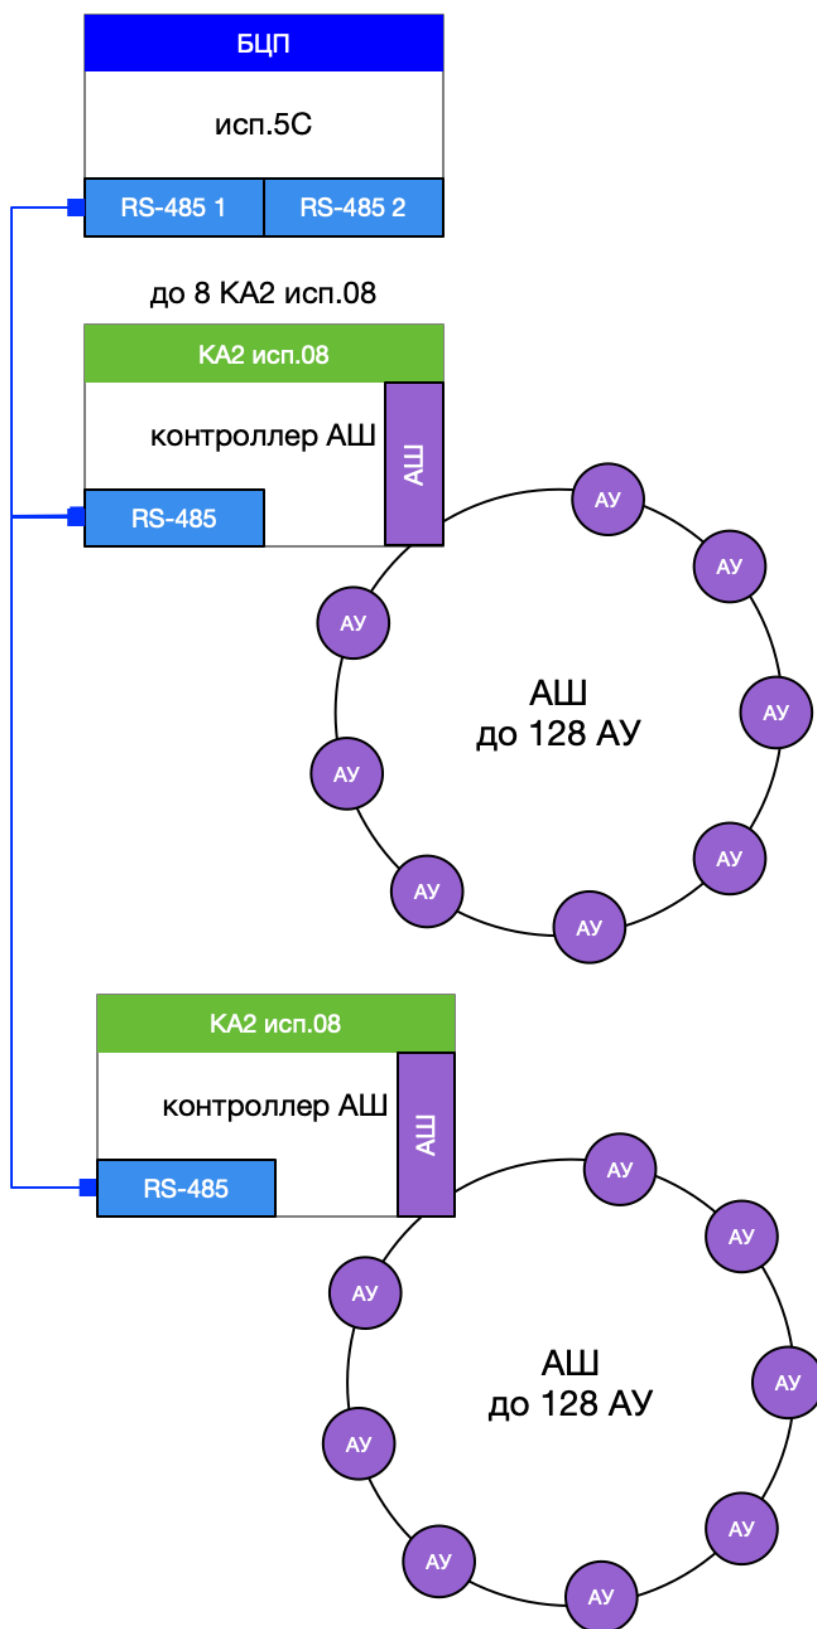 БЦП
исп.5С
RS-485 1
RS-485 2
до 8 КА2 исп.08
КА2 исп.08
контроллер АШ
АШ
RS-485
АУ
АУ
АУ
АУ
АУ
АУ
АУ
АУ
АШ
до 128 АУ
КА2 исп.08
контроллер АШ
АШ
RS-485
АУ
АУ
АУ
АУ
АУ
АУ
АУ
АУ
АШ
до 128 АУ